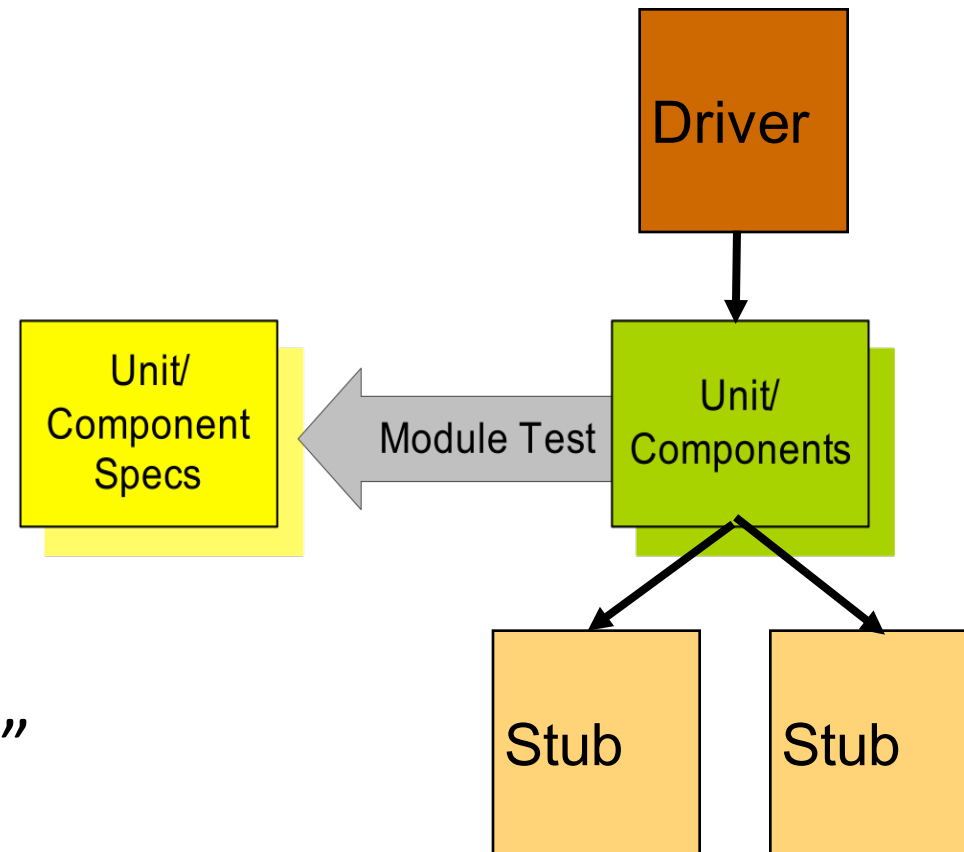 Driver
Unit/
Component
Specs
Module Test
Unit/
Components
”
Stub
Stub